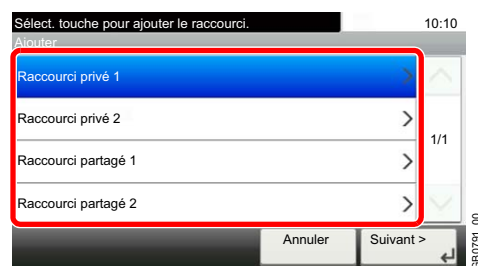 Sélect. touche pour ajouter le raccourci. 10:10
Ajouter
Raccourci privé 1
Raccourci privé 2
1/1
Raccourci partagé 1
Raccourci partagé 2
Annuler Suivant >